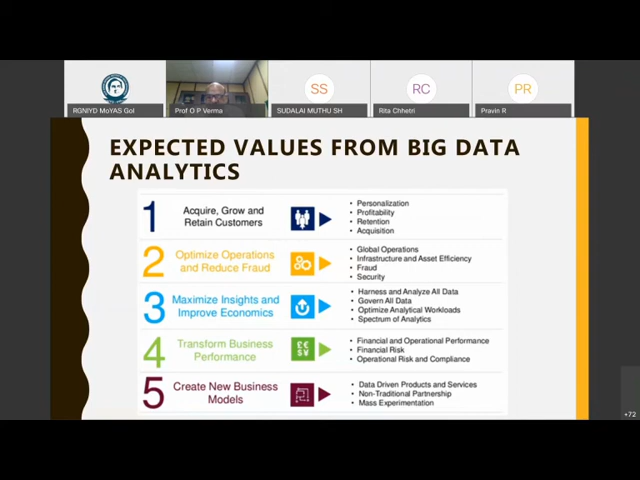 SS
RC
PR
RGNIYD MoYAS GoI
Prof O P Verma
SUDALAI MUTHU SH
Rita Chhetri
Pravin R
EXPECTED VALUES FROM BIG DATA
ANALYTICS
1
Acquire, Grow and
Retain Customers
• Personalization
• Profitability
• Retention
• Acquisition
2
Optimize Operations
and Reduce Fraud
• Global Operations
• Infrastructure and Asset Efficiency
• Fraud
• Security
3
Maximize Insights and
Improve Economics
• Harness and Analyze All Data
• Govern All Data
• Optimize Analytical Workloads
• Spectrum of Analytics
4
Transform Business
Performance
£€
$¥
• Financial and Operational Performance
• Financial Risk
• Operational Risk and Compliance
5
Create New Business
Models
• Data Driven Products and Services
• Non-Traditional Partnership
• Mass Experimentation
+72